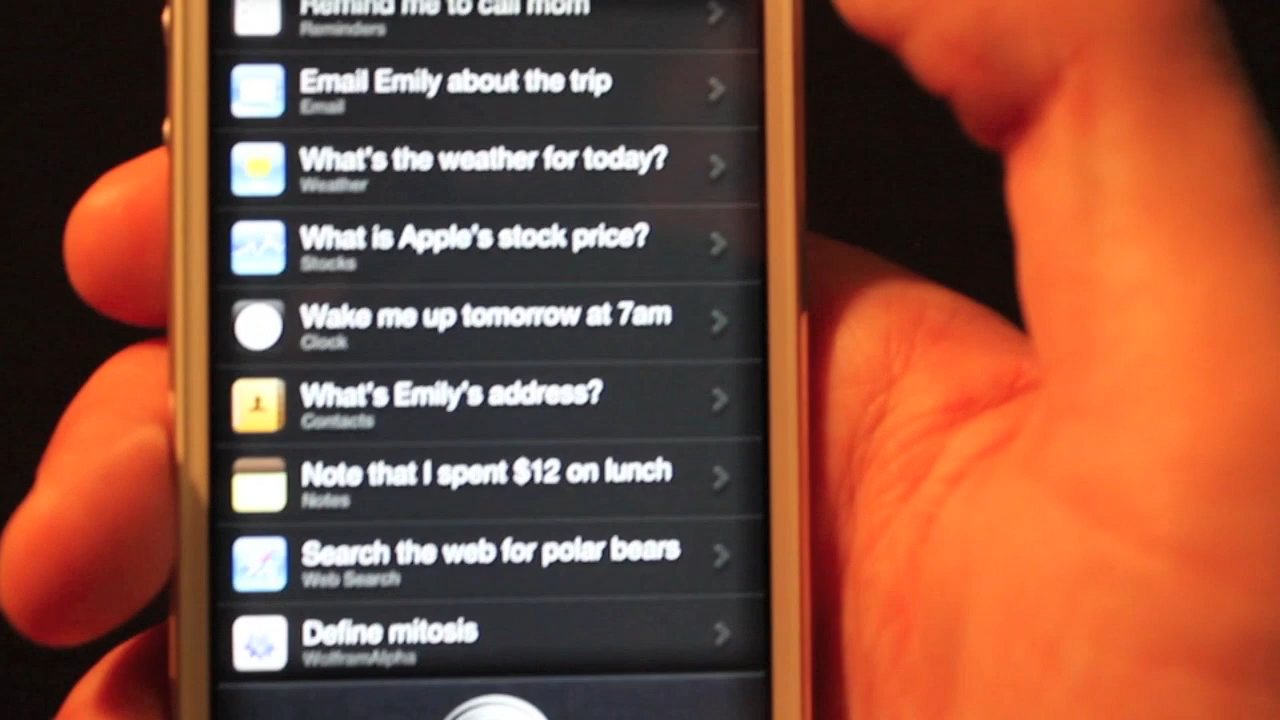 Remind me to call mom
Reminders
Email Emily about the trip
Email
What's the weather for today?
Weather
What is Apple's stock price?
Stocks
Wake me up tomorrow at 7am
Clock
What's Emily's address?
Contacts
Note that I spent $12 on lunch
Notes
Search the web for polar bears
Web Search
Define mitosis
WolframAlpha